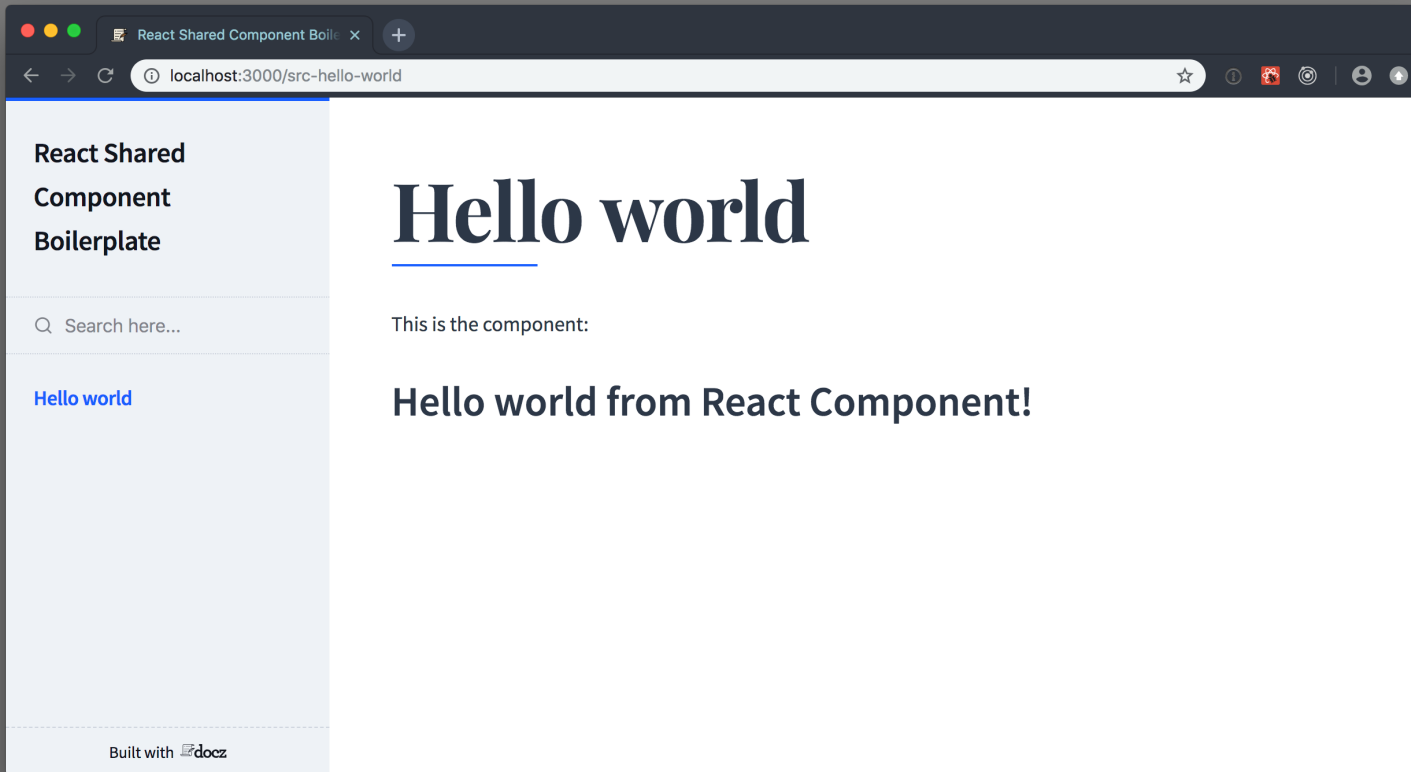 React Shared Component Boile
localhost:3000/src-hello-world
React Shared
Component
Boilerplate
Search here...
Hello world
Built with docz
Hello world
This is the component:
Hello world from React Component!